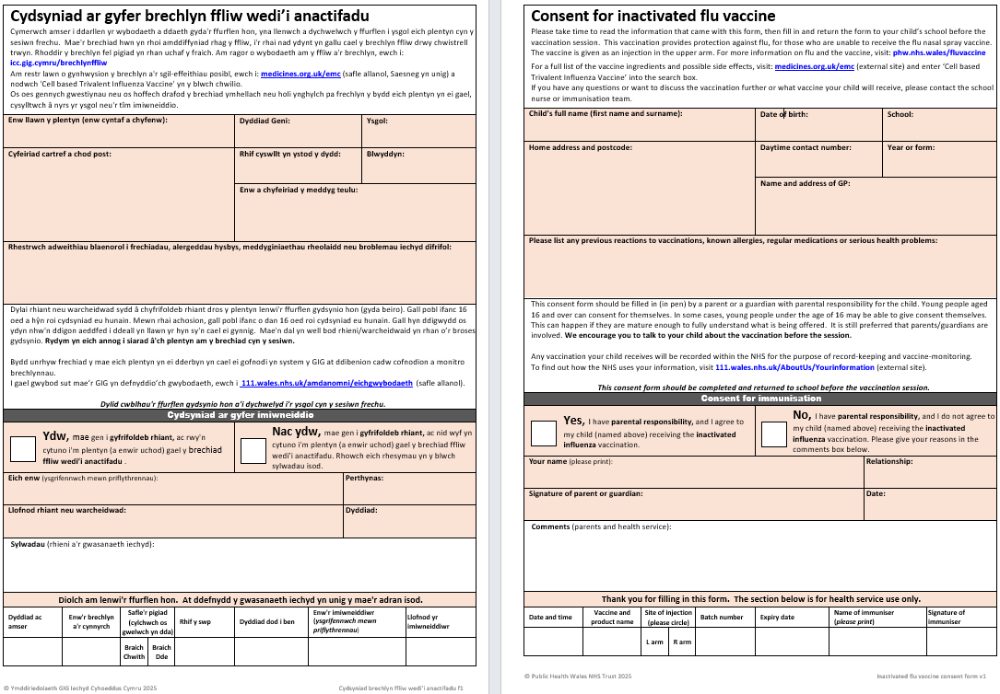 Cydsyniad ar gyfer brechlyn ffliw wedi'i anactifadu
Cymerwch amser i ddarllen yr wybodaeth a ddaeth gyda'r ffurflen hon, yna llenwch a dychwelwch y ffurflen i ysgol eich plentyn cyn y
sesiwn frechu. Mae'r brechiad hwn yn rhoi amddiffyniad rhag y ffliw, i'r rhai nad ydynt yn gallu cael y brechlyn ffliw drwy chwistrell
trwyn. Rhoddir y brechlyn fel pigiad yn rhan uchaf y fraich. Am ragor o wybodaeth am ffliw a'r brechlyn, ewch i:
icc.gig.cymru/brechlynffliw
Am restr lawn o gynhwysion y brechlyn a'r sgil-effeithiau posibl, ewch i: medicines.org.uk/emc (safle allanol, Saesneg yn unig) a
nodwch 'Cell based Trivalent Influenza Vaccine' yn y blwch chwilio.
Os oes gennych gwestiynau neu os hoffech drafod y brechiad ymhellach neu holi ynghylch pa frechlyn y bydd eich plentyn yn ei gael,
cysylltwch â nyrs yr ysgol neu'r tîm imiwneiddio.
Enw llawn y plentyn (enw cyntaf a chyfenw):
Dyddiad Geni:
Ysgol:
Cyfeiriad cartref a chod post:
Rhif cyswllt yn ystod y dydd:
Blwyddyn:
Enw a chyfeiriad y meddyg teulu:
Rhestrwch adweithiau blaenorol i frechiadau, alergeddau hysbys, meddyginiaethau rheolaidd neu broblemau iechyd difrifol:
Dylai rhiant neu warcheidwad sydd â chyfrifoldeb rhiant dros y plentyn lenwi'r ffurflen gydsynio hon (gyda beiro). Gall pobl ifanc 16
oed a hŷn roi cydsyniad eu hunain. Mewn rhai achosion, gall pobl ifanc o dan 16 oed roi cydsyniad eu hunain. Gall hyn ddigwydd os
ydyn nhw'n ddigon aeddfed i ddeall yn llawn yr hyn sy'n cael ei gynnig. Mae'n dal yn well bod rhieni/warcheidwaid yn rhan o'r broses
gydsynio. Rydym yn eich annog i siarad â'ch plentyn am y brechiad cyn y sesiwn.
Bydd unrhyw frechiad y mae eich plentyn yn ei dderbyn yn cael ei gofnodi yn system y GIG at ddibenion cadw cofnodion a monitro
brechlynnau.
I gael gwybod sut mae'r GIG yn defnyddio'ch gwybodaeth, ewch i 111.wales.nhs.uk/amdanomni/eichgwybodaeth (safle allanol).
Dylid cwblhau'r ffurflen gydsynio hon a'i dychwelyd i'r ysgol cyn y sesiwn frechu.
Cydsyniad ar gyfer imiwneiddio
Ydw, mae gen i gyfrifoldeb rhiant, ac rwy'n
cytuno i'm plentyn (a enwir uchod) gael y brechiad
ffliw wedi'i anactifadu .
Nac ydw, mae gen i gyfrifoldeb rhiant, ac nid wyf yn
cytuno i'm plentyn (a enwir uchod) gael y brechiad ffliw
wedi'i anactifadu. Rhowch eich rhesymau yn y blwch
sylwadau isod.
Eich enw (ysgrifennwch mewn priflythrennau):
Perthynas:
Llofnod rhiant neu warcheidwad:
Dyddiad:
Sylwadau (rhieni a'r gwasanaeth iechyd):
Diolch am lenwi'r ffurflen hon. At ddefnydd y gwasanaeth iechyd yn unig y mae'r adran isod.
Dyddiad ac
amser
Enw'r brechlyn
a'r cynnyrch
Safle'r pigiad
(cylchwch os
gwelwch yn dda)
Rhif y swp
Dyddiad dod i ben
Enw'r imiwneiddiwr
(ysgrifennwch mewn
priflythrennau)
Llofnod yr
imiwneiddiwr
Braich
Chwith
Braich
Dde
© Ymddiriedolaeth GIG Iechyd Cyhoeddus Cymru 2025
Cydsyniad brechlyn ffliw wedi'i anactifadu f1
Consent for inactivated flu vaccine
Please take time to read the information that came with this form, then fill in and return the form to your child's school before the
vaccination session. This vaccination provides protection against flu, for those who are unable to receive the flu nasal spray vaccine.
The vaccine is given as an injection in the upper arm. For more information on flu and the vaccine, visit: phw.nhs.wales/fluvaccine
For a full list of the vaccine ingredients and possible side effects, visit: medicines.org.uk/emc (external site) and enter 'Cell based
Trivalent Influenza Vaccine' into the search box.
If you have any questions or want to discuss the vaccination further or what vaccine your child will receive, please contact the school
nurse or immunisation team.
Child's full name (first name and surname):
Date of birth:
School:
Home address and postcode:
Daytime contact number:
Year or form:
Name and address of GP:
Please list any previous reactions to vaccinations, known allergies, regular medications or serious health problems:
This consent form should be filled in (in pen) by a parent or a guardian with parental responsibility for the child. Young people aged
16 and over can consent for themselves. In some cases, young people under the age of 16 may be able to give consent themselves.
This can happen if they are mature enough to fully understand what is being offered. It is still preferred that parents/guardians are
involved. We encourage you to talk to your child about the vaccination before the session.
Any vaccination your child receives will be recorded within the NHS for the purpose of record-keeping and vaccine-monitoring.
To find out how the NHS uses your information, visit 111.wales.nhs.uk/AboutUs/Yourinformation (external site).
This consent form should be completed and returned to school before the vaccination session.
Consent for immunisation
Yes, I have parental responsibility, and I agree to
my child (named above) receiving the inactivated
influenza vaccination.
No, I have parental responsibility, and I do not agree to
my child (named above) receiving the inactivated
influenza vaccination. Please give your reasons in the
comments box below.
Your name (please print):
Relationship:
Signature of parent or guardian:
Date:
Comments (parents and health service):
Thank you for filling in this form. The section below is for health service use only.
Date and time
Vaccine and
product name
Site of injection
(please circle)
Batch number
Expiry date
Name of immuniser
(please print)
Signature of
immuniser
L arm
R arm
© Public Health Wales NHS Trust 2025
Inactivated flu vaccine consent form v1